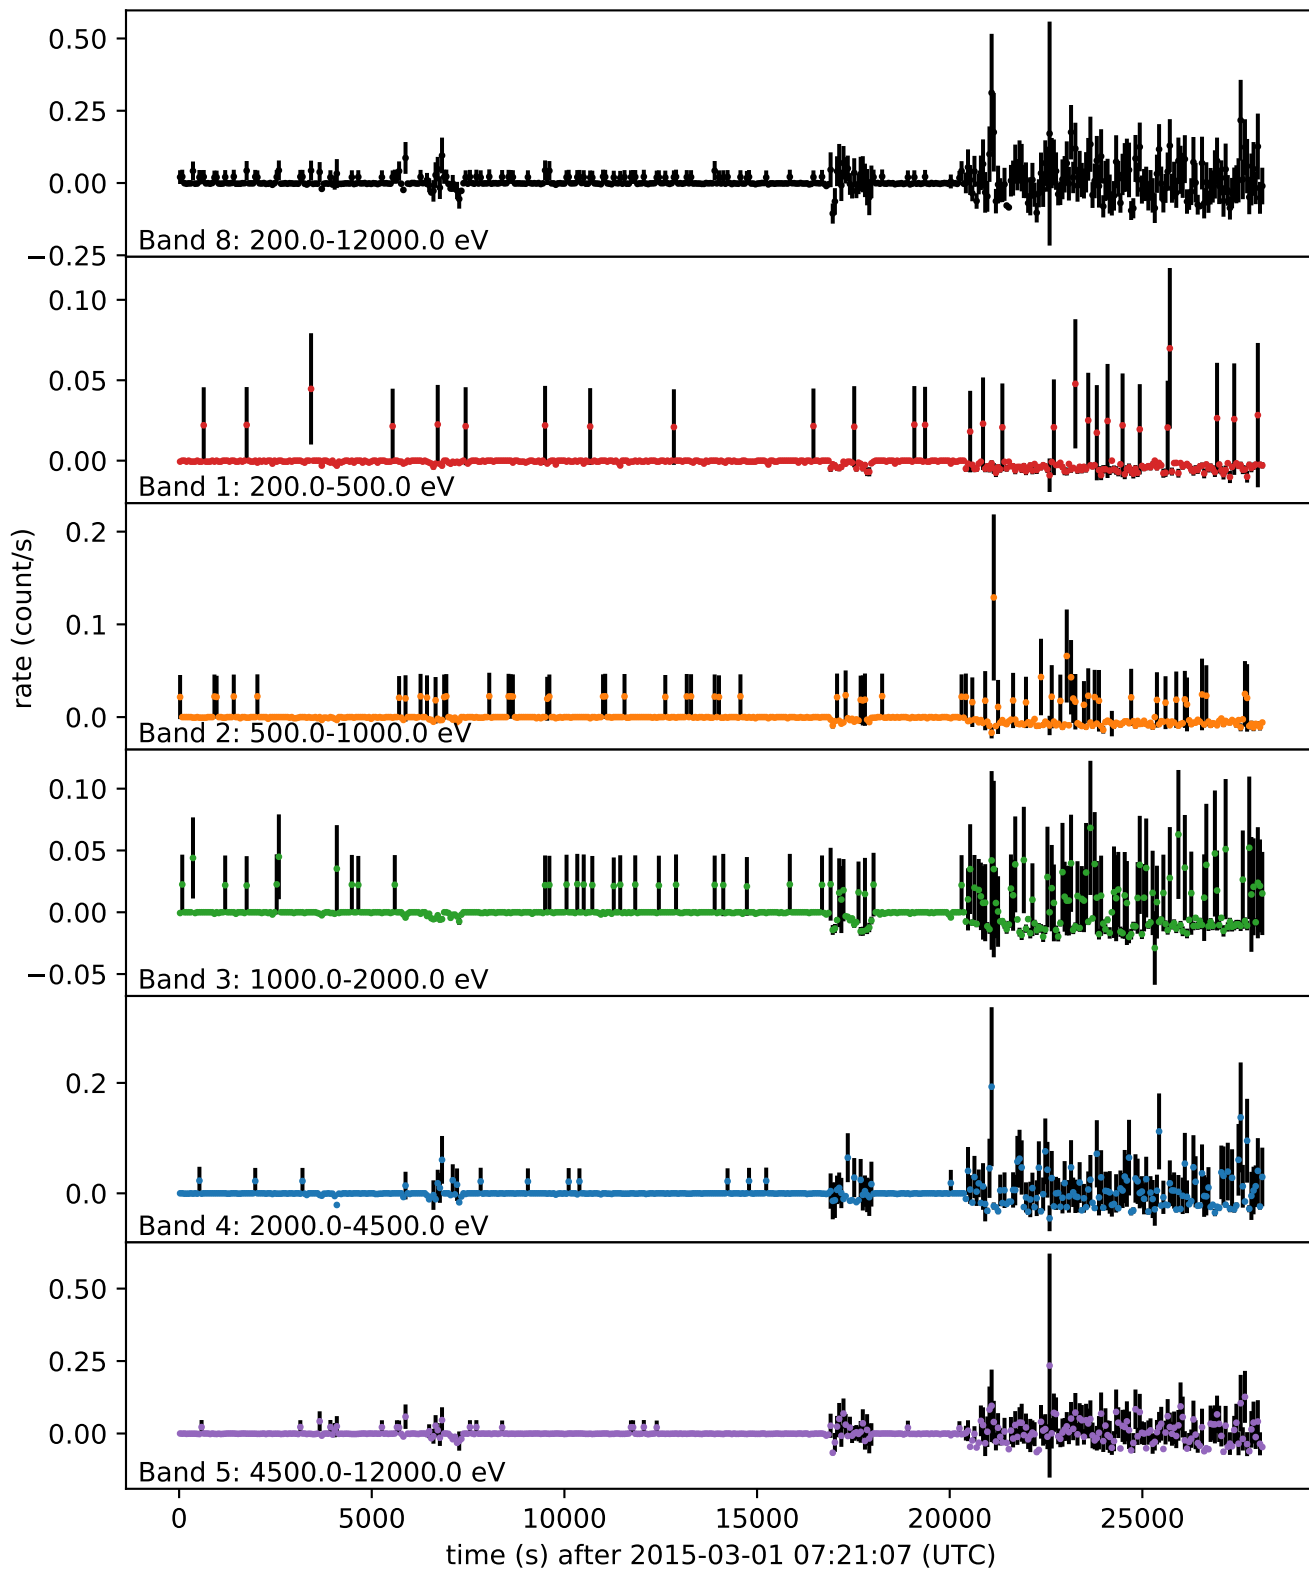 0.50
0.25
0.00
−0.25
Band 8: 200.0-12000.0 eV
0.10
0.05
0.00
Band 1: 200.0-500.0 eV
0.2
0.1
0.0
Band 2: 500.0-1000.0 eV
rate (count/s)
0.10
0.05
0.00
−0.05
Band 3: 1000.0-2000.0 eV
0.2
0.0
Band 4: 2000.0-4500.0 eV
0.50
0.25
0.00
Band 5: 4500.0-12000.0 eV
0 5000 10000 15000 20000 25000
time (s) after 2015-03-01 07:21:07 (UTC)